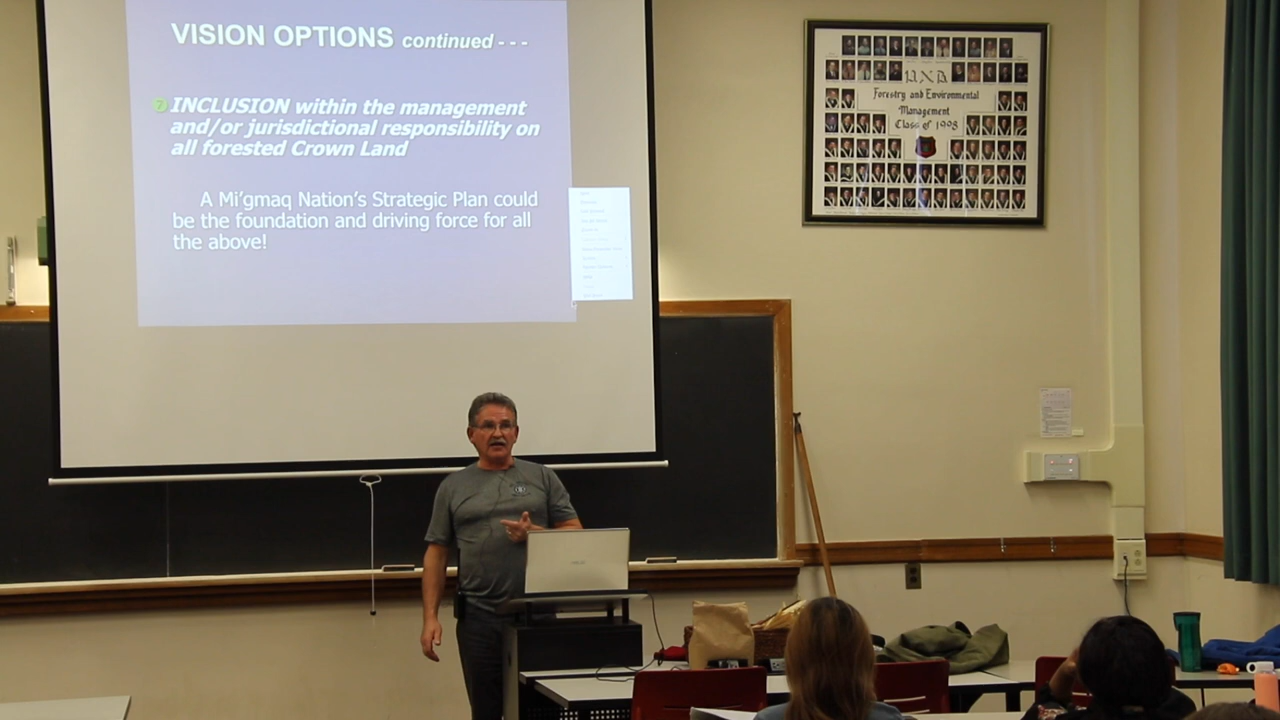 VISION OPTIONS continued - - -
7 INCLUSION within the management
and/or jurisdictional responsibility on
all forested Crown Land
A Mi'gmaq Nation's Strategic Plan could
be the foundation and driving force for all
the above!
U.N.B
Forestry and Environmental
Management
Class of 1998